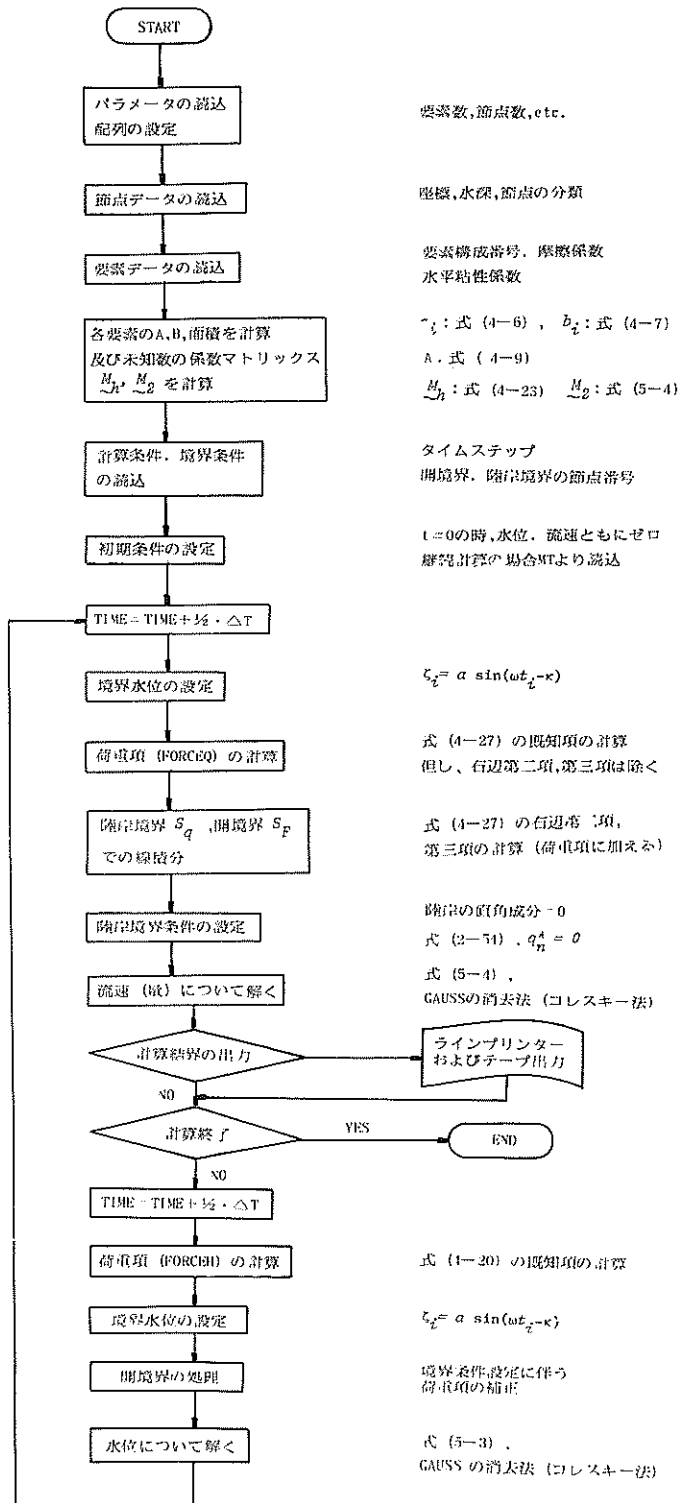 START
パラメータの読込
配列の設定
要素数,節点数,etc.
節点データの読込
座標,水深,節点の分類
要素データの読込
要素構成番号．摩擦係数
水平粘性係数
各要素のA,B,面積を計算
及び未知数の係数マトリックス
M_h, M_2 を計算
: 式 (4—6) , b_i : 式 (4—7)
A . 式 ( 4—9)
M_h : 式 (4—23) M_2 : 式 (5—4)
計算条件．境界条件
の読込
タイムステップ
開境界．陸岸境界の節点番号
初期条件の設定
t=0の時,水位．流速ともにゼロ
継続計算の場合MTより読込
TIME=TIME+½・△T
境界水位の設定
ζ_i= a sin(ωt_i-κ)
荷重項 (FORCEQ) の計算
式 (4—27) の既知項の計算
但し、右辺第二項,第三項は除く
陸岸境界 S_q ,開境界 S_F
での線積分
式 (4—27) の右辺第二項,
第三項の計算 (荷重項に加える)
陸岸境界条件の設定
陸岸の直角成分=0
式 (2—54) . q_n^* = 0
流速 (量) について解く
式 (5—4) .
GAUSSの消去法 (コレスキー法)
計算結界の出力
ラインプリンター
およびテープ出力
NO
計算終了
YES
END
NO
TIME=TIME+½・△T
荷重項 (FORCEH) の計算
式 (4—20) の既知項の計算
境界水位の設定
ζ_i= a sin(ωt_i-κ)
開境界の処理
境界条件設定に伴う
荷重項の補正
水位について解く
式 (5—3) .
GAUSS の消去法 (コレスキー法)